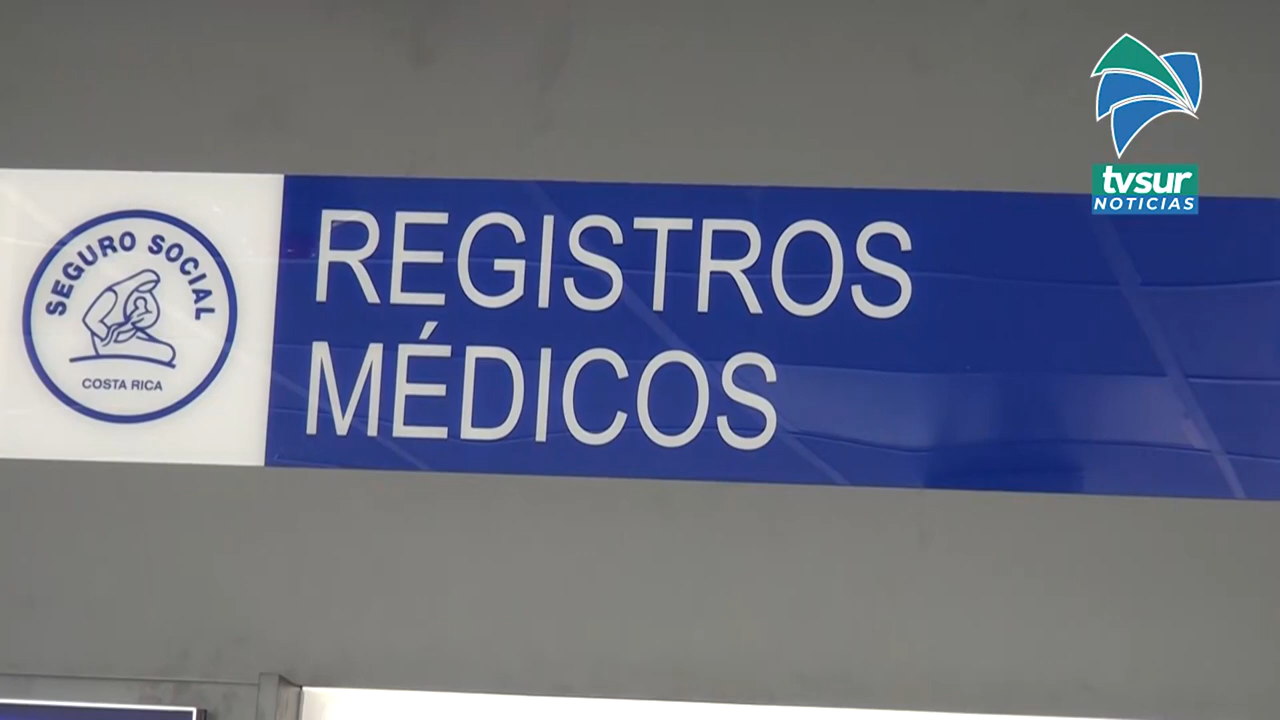 SEGURO SOCIAL
COSTA RICA
REGISTROS
MÉDICOS
tvsur
NOTICIAS